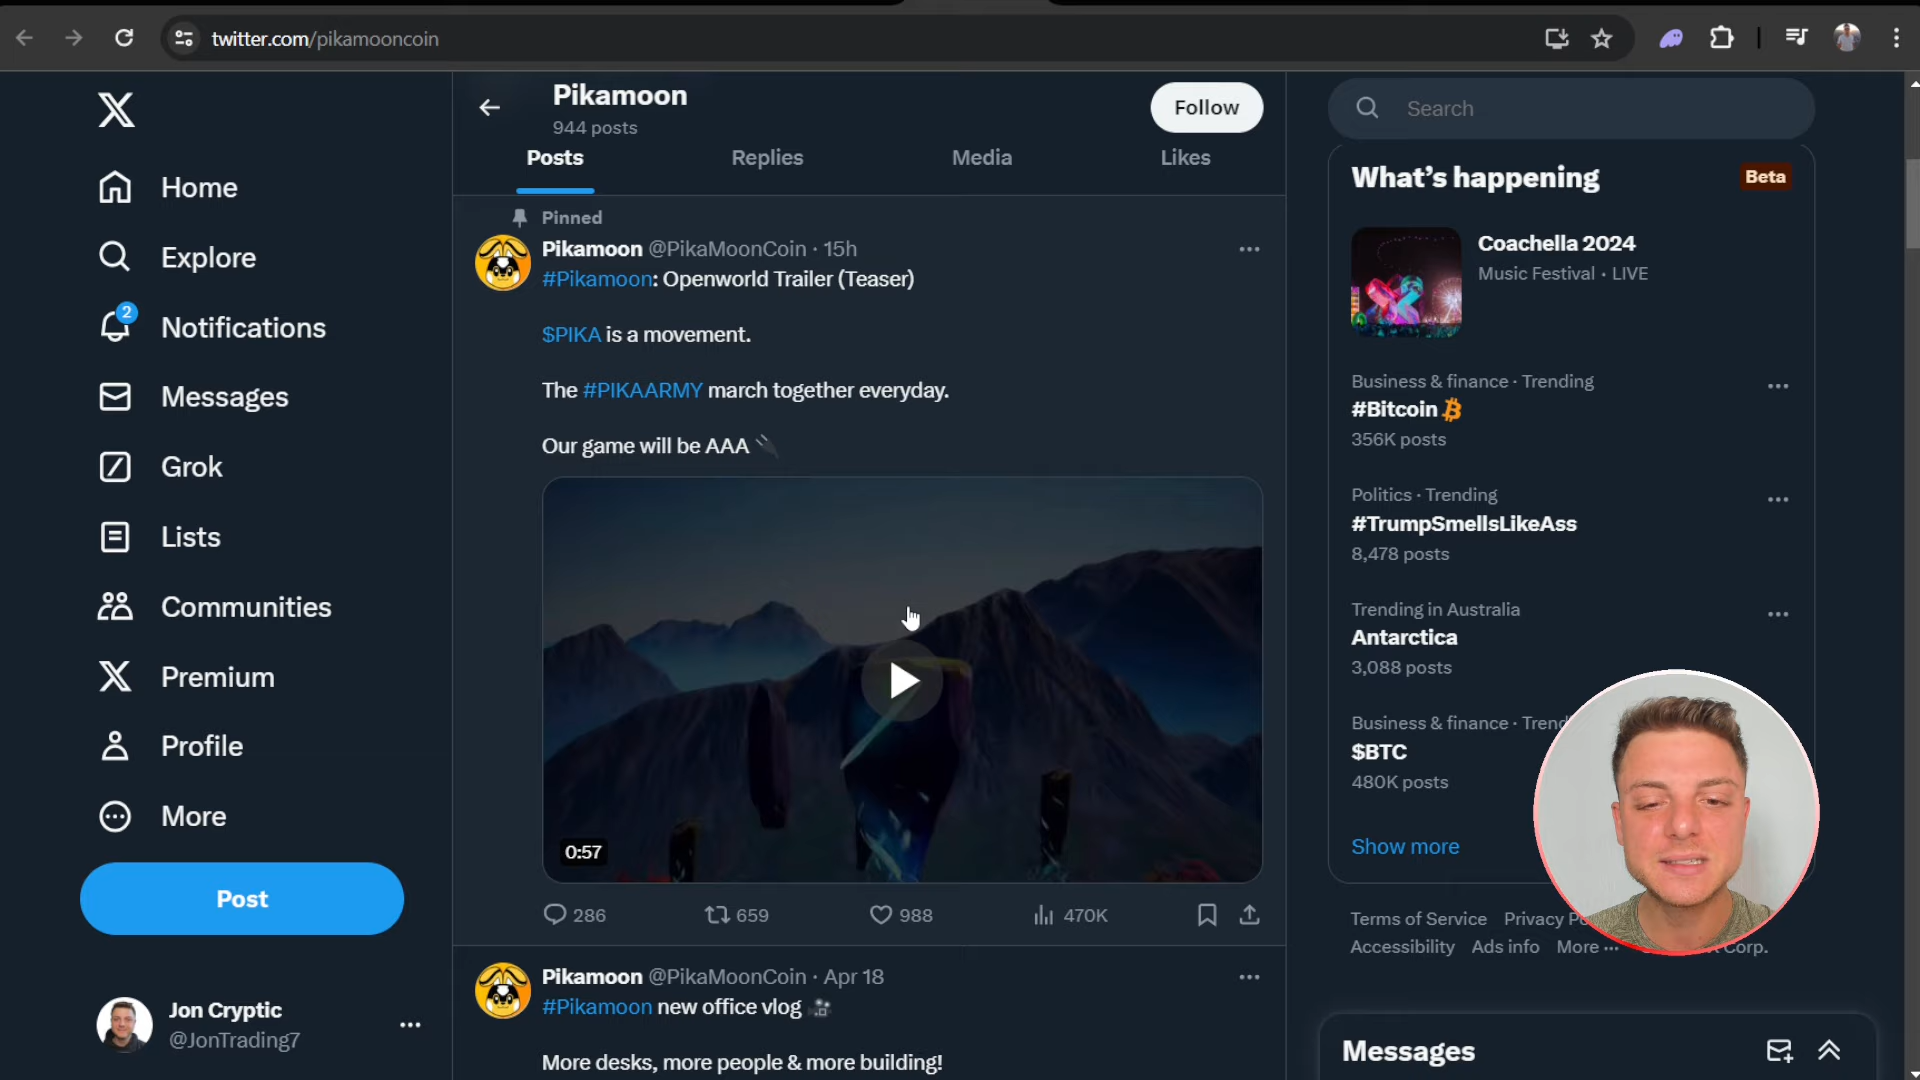 twitter.com/pikamooncoin
Home
Explore
2
Notifications
Messages
Grok
Lists
Communities
Premium
Profile
More
Post
Jon Cryptic
@JonTrading7
Pikamoon
944 posts
Follow
Posts
Replies
Media
Likes
Pinned
Pikamoon @PikaMoonCoin · 15h
#Pikamoon: Openworld Trailer (Teaser)
$PIKA is a movement.
The #PIKAARMY march together everyday.
Our game will be AAA
0:57
286
659
988
470K
Pikamoon @PikaMoonCoin · Apr 18
#Pikamoon new office vlog
More desks, more people & more building!
Search
What's happening
Beta
Coachella 2024
Music Festival · LIVE
Business & finance · Trending
#Bitcoin
356K posts
Politics · Trending
#TrumpSmellsLikeAss
8,478 posts
Trending in Australia
Antarctica
3,088 posts
Business & finance ·
$BTC
480K posts
Show more
Terms of Service Privacy
Accessibility Ads info More ··· Corp.
Messages